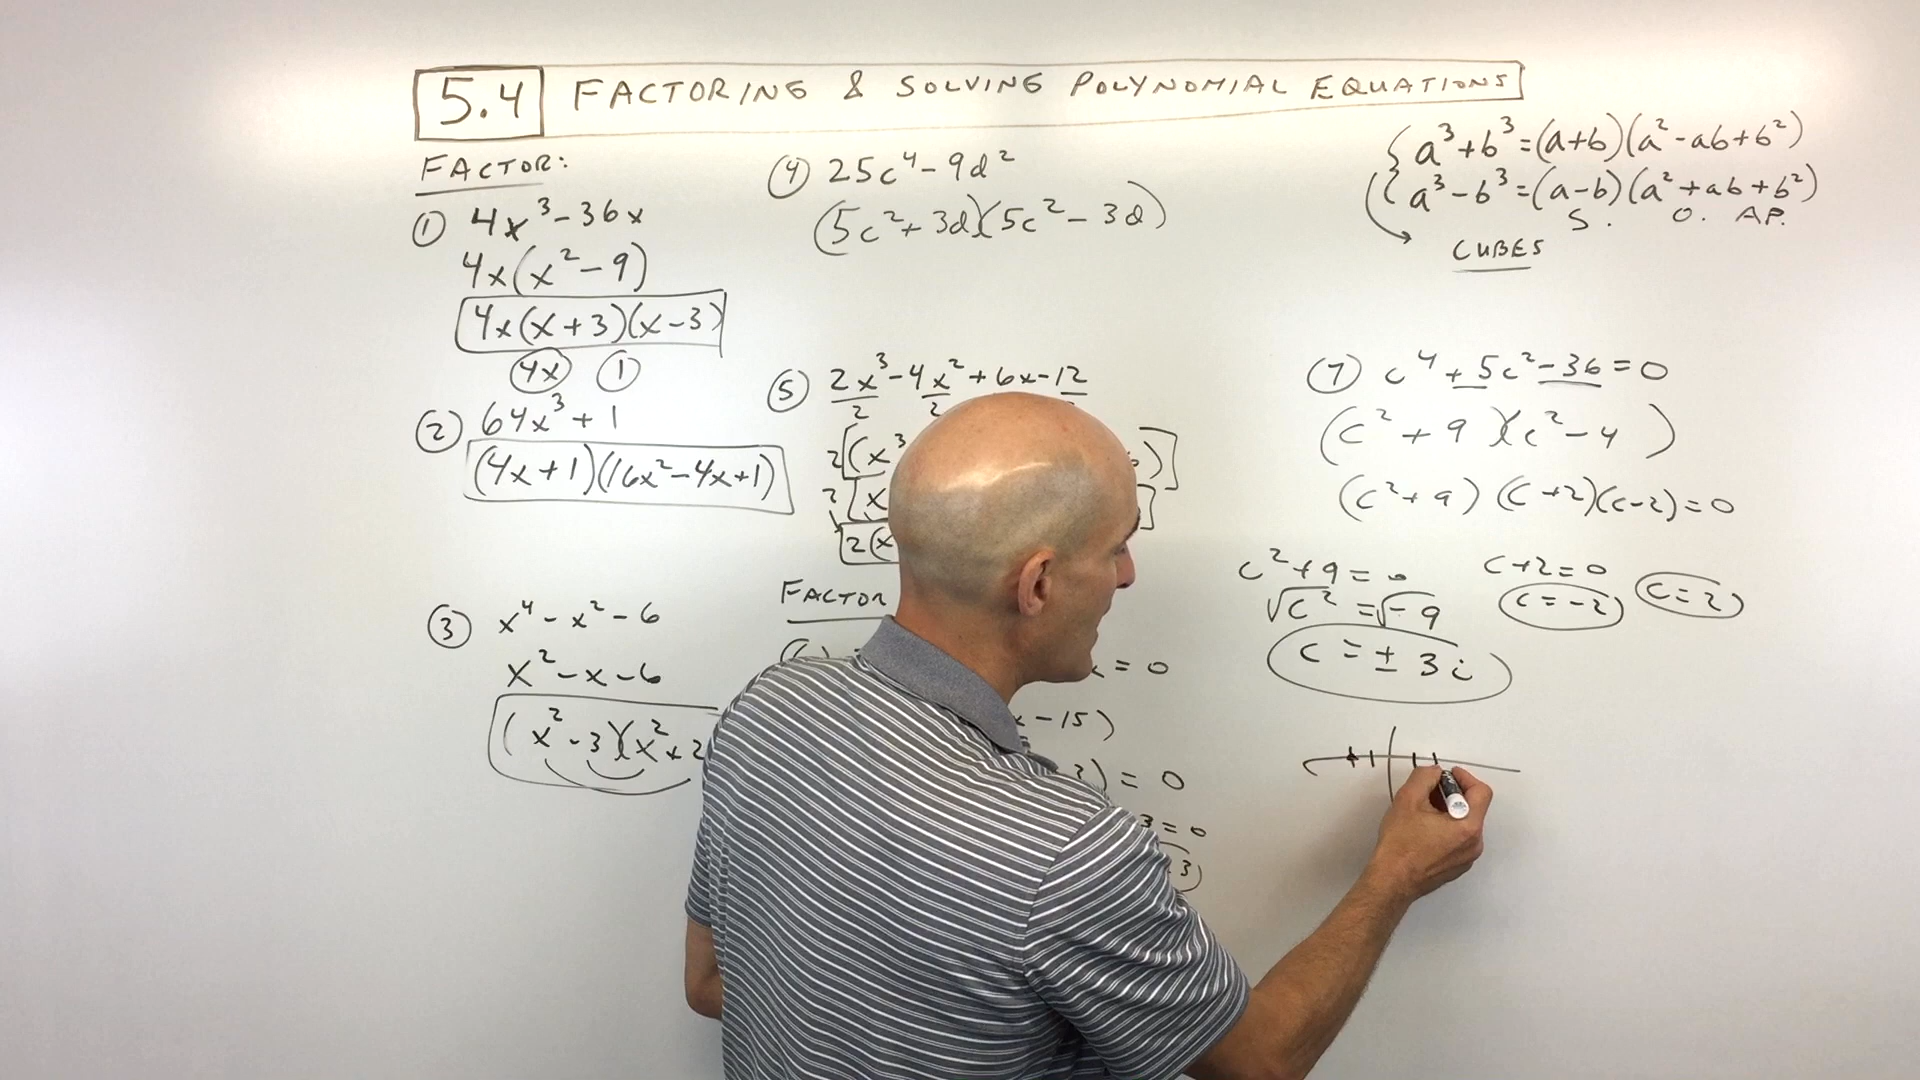 5.4 FACTORING & SOLVING POLYNOMIAL EQUATIONS
FACTOR:
① 4x³-36x
4x(x²-9)
4x(x+3)(x-3)
4x 1
② 64x³+1
(4x+1)(16x²-4x+1)
③ x⁴-x²-6
x²-x-6
(x²-3)(x²+2
④ 25c⁴-9d²
(5c²+3d)(5c²-3d)
⑤ 2x³-4x²+6x-12
2 2
2[(x³ )]
2[x ]
2(x
FACTOR
x=0
x-15)
3)=0
3=0
3
{a³+b³=(a+b)(a²-ab+b²)
{a³-b³=(a-b)(a²+ab+b²)
S. O. AP.
CUBES
⑦ c⁴+5c²-36=0
(c²+9)(c²-4)
(c²+9)(c+2)(c-2)=0
c²+9=0 c+2=0
√c²=√-9 c=-2 c=2
c=±3i